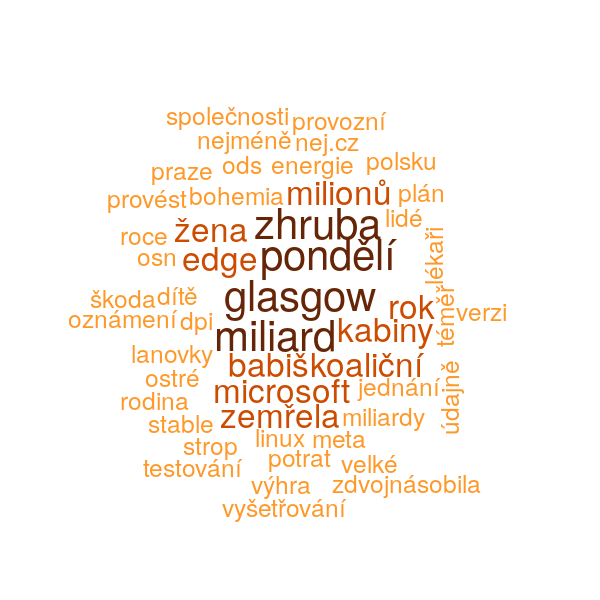 společnosti provozní
nejméně nej.cz
praze ods energie polsku
provést bohemia milionů plán
roce žena zhruba lidé
osn edge pondělí lékaři
škoda dítě glasgow rok téměř verzi
oznámení dpi miliard kabiny
lanovky babiš koaliční
ostré microsoft jednání údajně
rodina zemřela miliardy
stable linux meta
strop potrat velké
testování výhra zdvojnásobila
vyšetřování